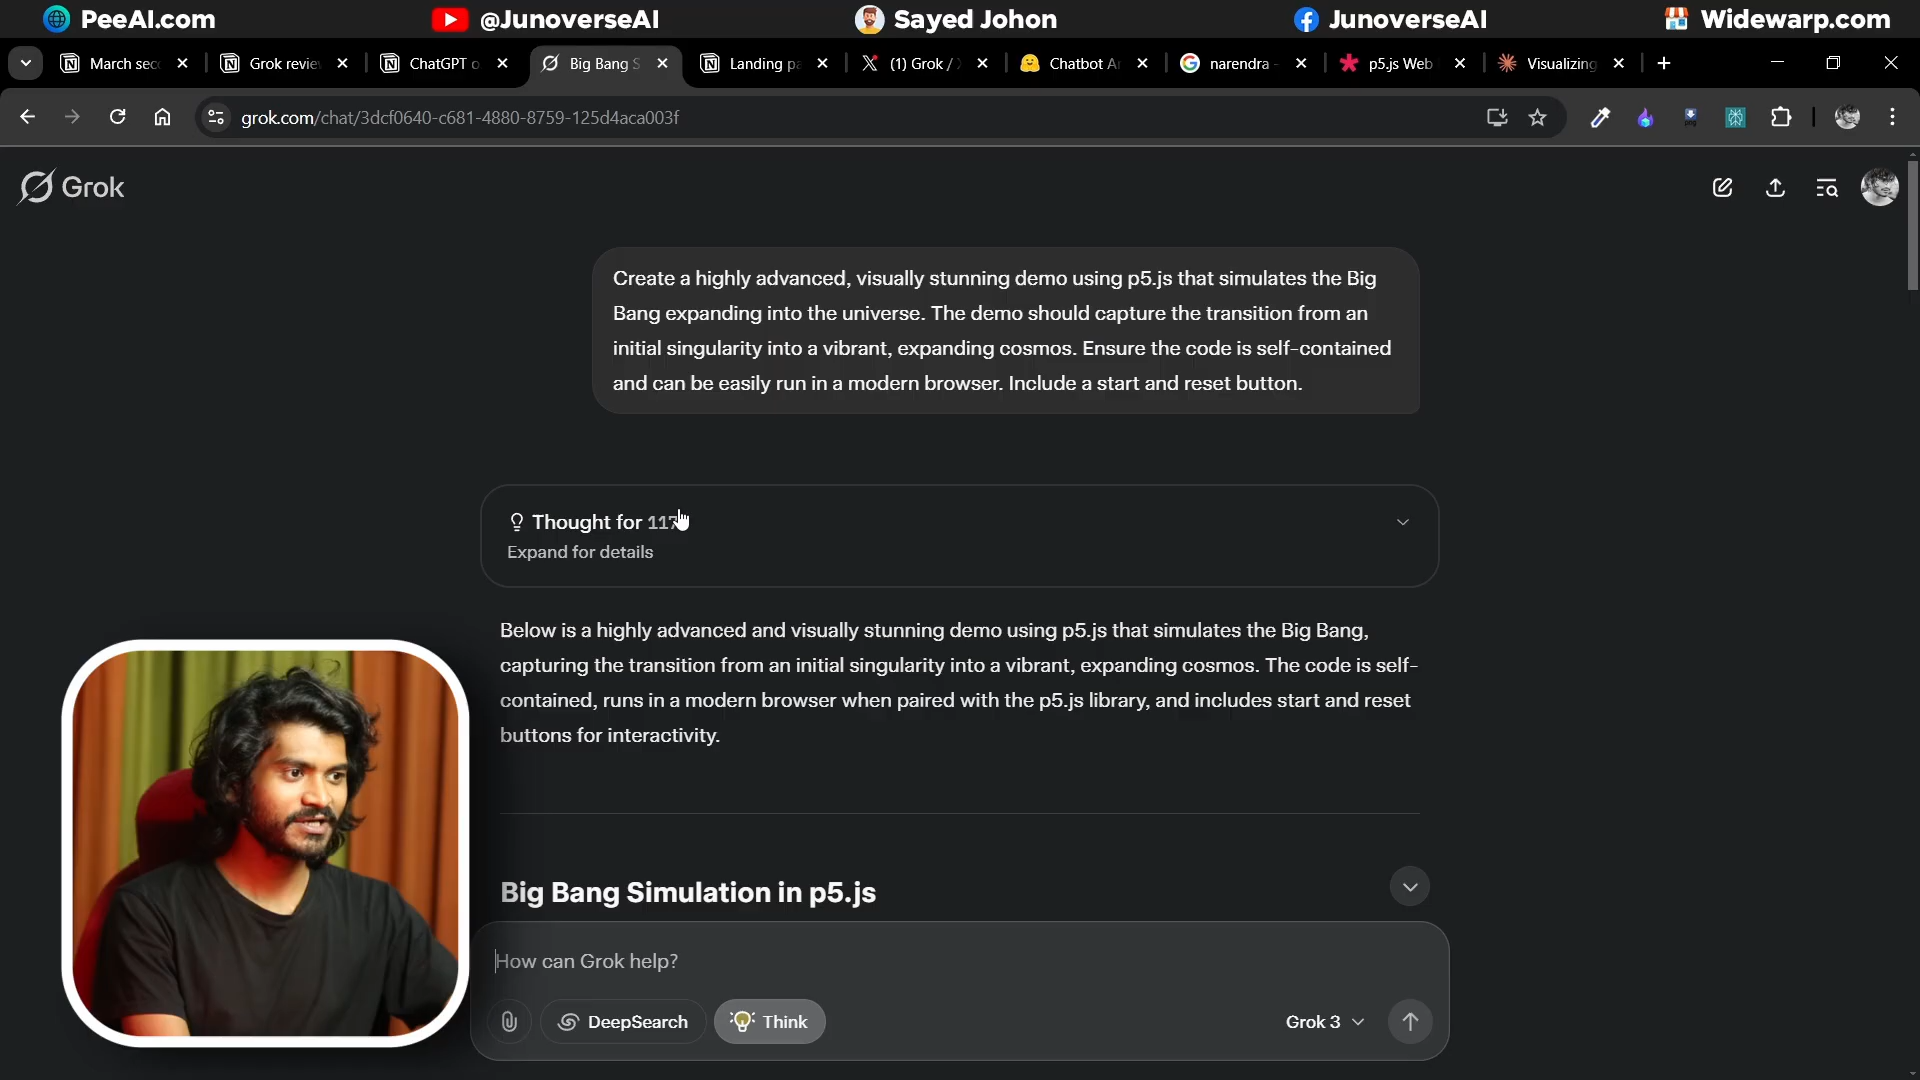 PeeAI.com
@JunoverseAI
Sayed Johon
JunoverseAI
Widewarp.com
March sec
Grok revie
ChatGPT o
Big Bang S
Landing pa
(1) Grok /
Chatbot Ar
narendra -
p5.js Web
Visualizing
grok.com/chat/3dcf0640-c681-4880-8759-125d4aca003f
Grok
Create a highly advanced, visually stunning demo using p5.js that simulates the Big
Bang expanding into the universe. The demo should capture the transition from an
initial singularity into a vibrant, expanding cosmos. Ensure the code is self-contained
and can be easily run in a modern browser. Include a start and reset button.
Thought for 117
Expand for details
Below is a highly advanced and visually stunning demo using p5.js that simulates the Big Bang,
capturing the transition from an initial singularity into a vibrant, expanding cosmos. The code is self-
contained, runs in a modern browser when paired with the p5.js library, and includes start and reset
buttons for interactivity.
Big Bang Simulation in p5.js
How can Grok help?
DeepSearch
Think
Grok 3